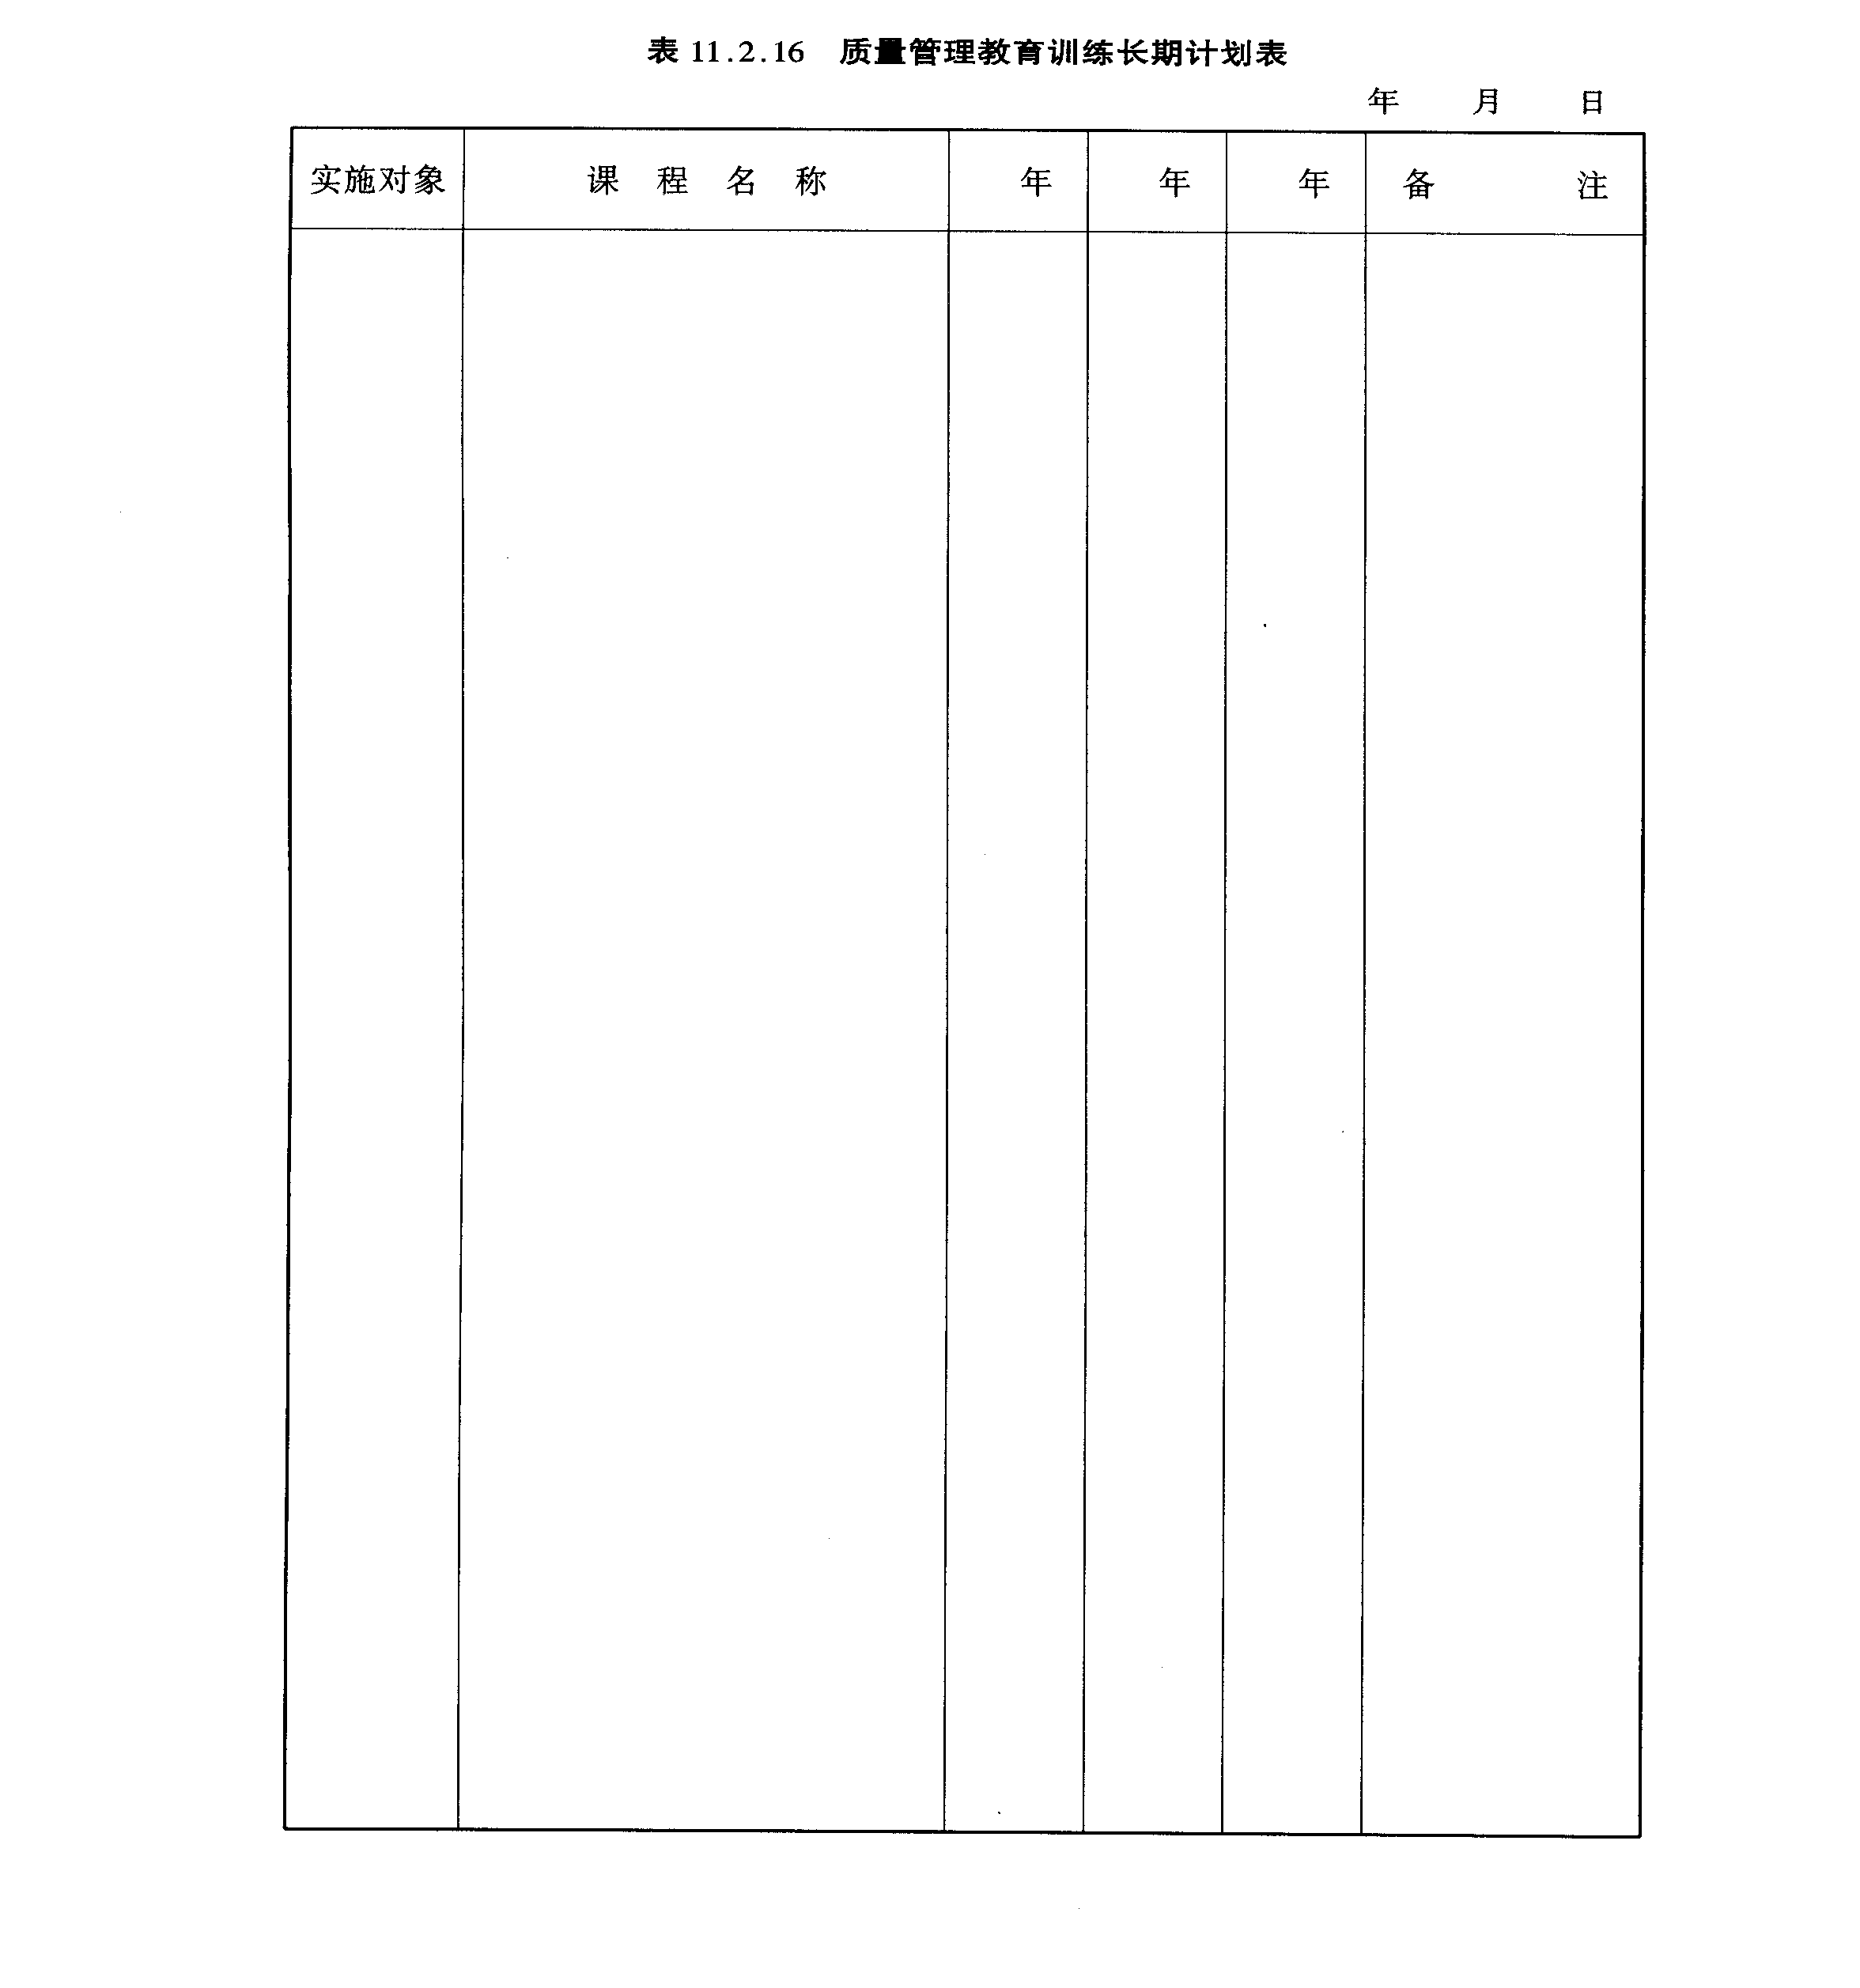 表 11.2.16 质量管理教育训练长期计划表
年 月 日
实施对象 课程名称 年 年 年 备注